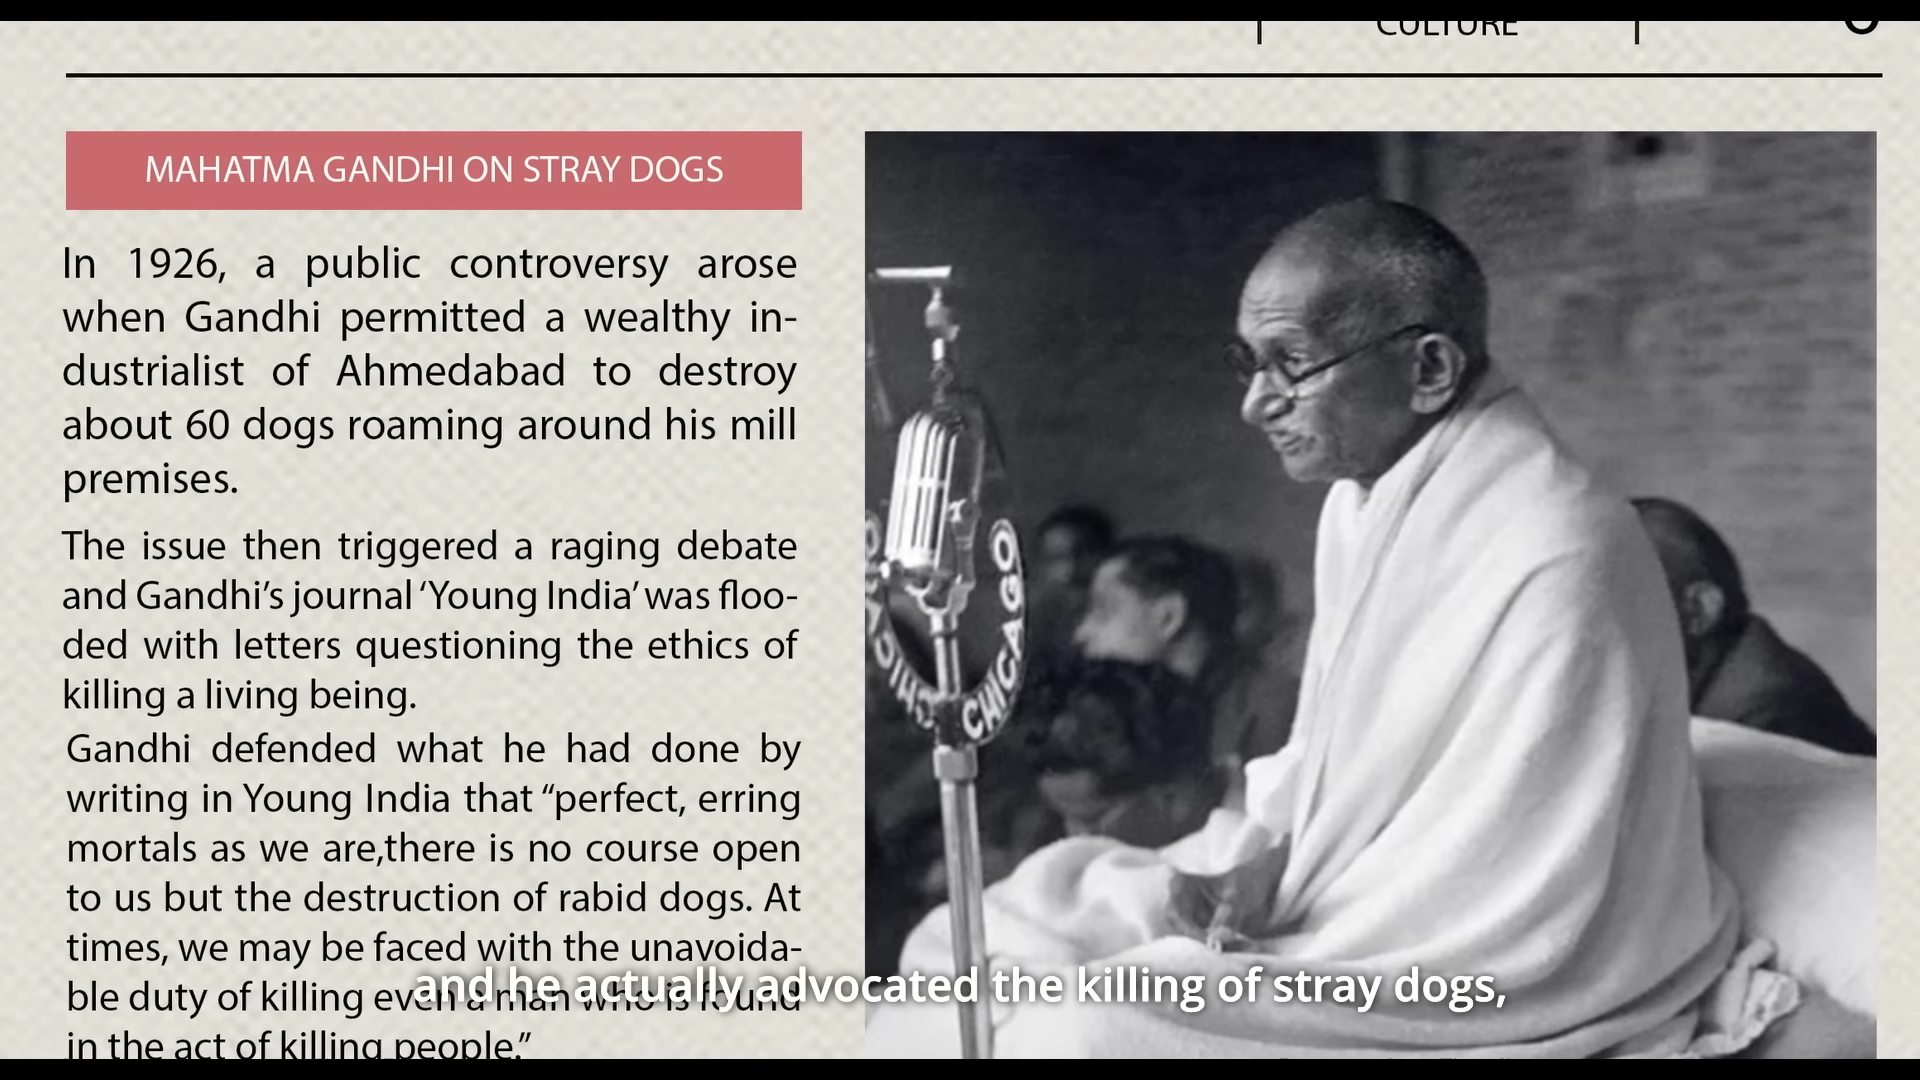 CULTURE
MAHATMA GANDHI ON STRAY DOGS
In 1926, a public controversy arose
when Gandhi permitted a wealthy in-
dustrialist of Ahmedabad to destroy
about 60 dogs roaming around his mill
premises.
The issue then triggered a raging debate
and Gandhi’s journal ‘Young India’ was floo-
ded with letters questioning the ethics of
killing a living being.
Gandhi defended what he had done by
writing in Young India that “perfect, erring
mortals as we are,there is no course open
to us but the destruction of rabid dogs. At
times, we may be faced with the unavoida-
ble duty of killing even a man who is found
in the act of killing people.”
CHICAGO
CHICAGO
and he actually advocated the killing of stray dogs,